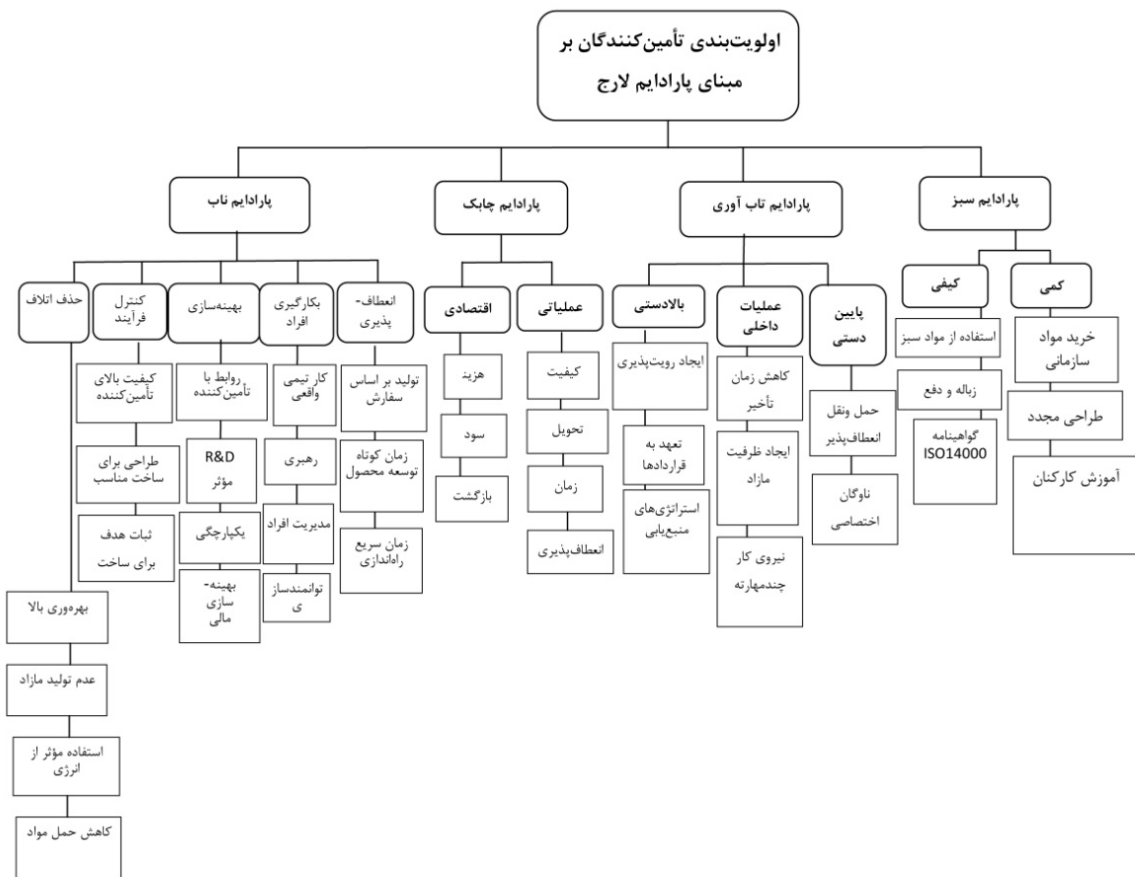 اولویت‌بندی تأمین‌کنندگان بر
مبنای پارادایم لارج
پارادایم سبز
پارادایم تاب آوری
پارادایم چابک
پارادایم ناب
کمی
کیفی
پایین
دستی
عملیات
داخلی
بالادستی
عملیاتی
اقتصادی
انعطاف-
پذیری
بکارگیری
افراد
بهینه‌سازی
کنترل
فرآیند
حذف اتلاف
خرید مواد
سازمانی
طراحی مجدد
آموزش کارکنان
استفاده از مواد سبز
زباله و دفع
گواهینامه
ISO14000
حمل ونقل
انعطاف‌پذیر
ناوگان
اختصاصی
کاهش زمان
تأخیر
ایجاد ظرفیت
مازاد
نیروی کار
چندمهارته
ایجاد رویت‌پذیری
تعهد به
قراردادها
استراتژی‌های
منبع‌یابی
کیفیت
تحویل
زمان
انعطاف‌پذیری
هزین
سود
بازگشت
تولید بر اساس
سفارش
زمان کوتاه
توسعه محصول
زمان سریع
راه‌اندازی
کار تیمی
واقعی
رهبری
مدیریت افراد
توانمندساز
ی
روابط با
تأمین‌کننده
R&D
مؤثر
یکپارچگی
بهینه-
سازی
مالی
کیفیت بالای
تأمین‌کننده
طراحی برای
ساخت مناسب
ثبات هدف
برای ساخت
بهره‌وری بالا
عدم تولید مازاد
استفاده مؤثر از
انرژی
کاهش حمل مواد